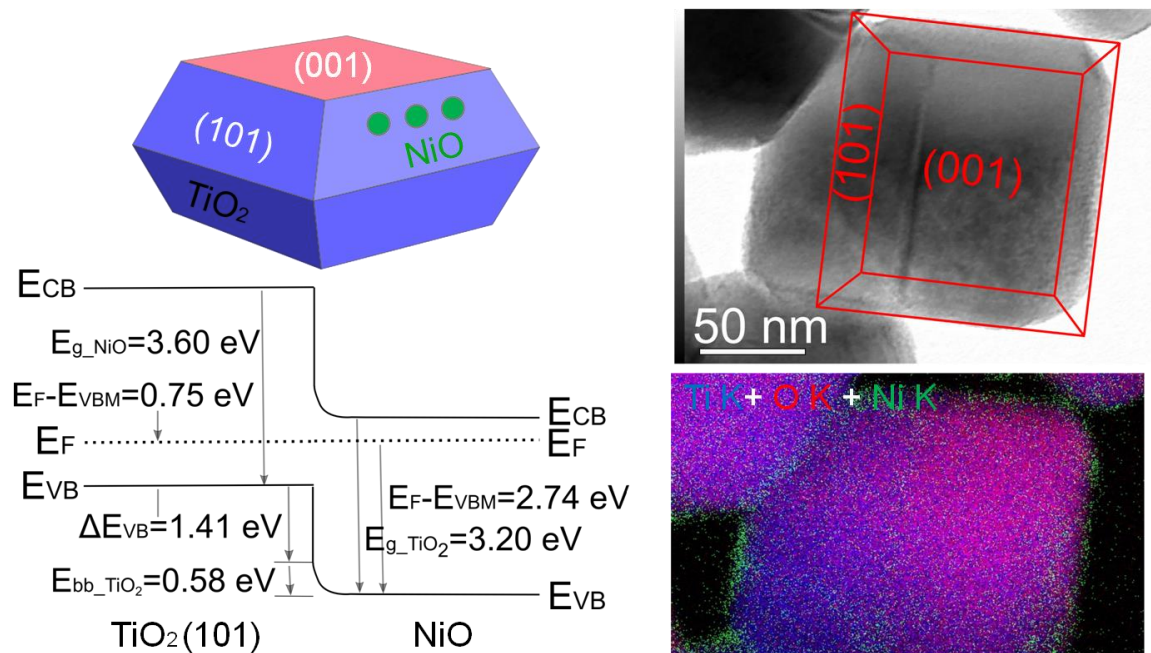 (001)
(101)
NiO
TiO₂
ECB
Eg_NiO=3.60 eV
EF-EVBM=0.75 eV
ECB
EF
EF
EVB
EF-EVBM=2.74 eV
ΔEVB=1.41 eV
Eg_TiO₂=3.20 eV
Ebb_TiO₂=0.58 eV
EVB
TiO₂(101)
NiO
(101)
(001)
50 nm
Ti K+ O K + Ni K